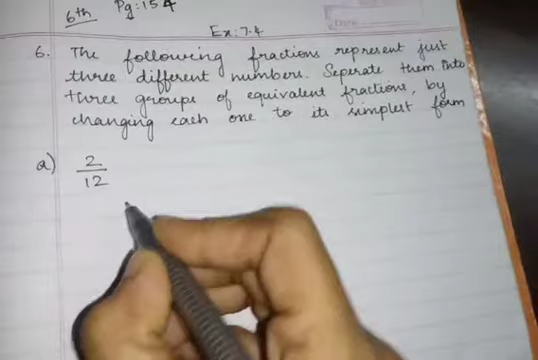 6th Pg:154
Ex:7.4
6. The following fractions represent just
three different numbers. Seperate them into
three groups of equivalent fractions, by
changing each one to its simplest form
a) 2/12